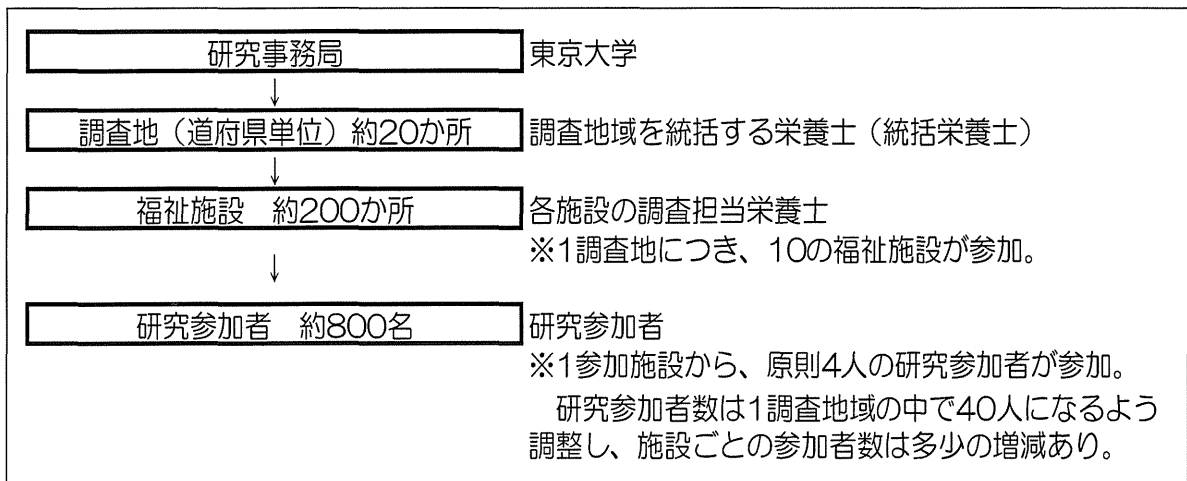 研究事務局 東京大学
↓
調査地（道府県単位）約20か所 調査地域を統括する栄養士（統括栄養士）
↓
福祉施設 約200か所 各施設の調査担当栄養士
※1調査地につき、10の福祉施設が参加。
↓
研究参加者 約800名 研究参加者
※1参加施設から、原則4人の研究参加者が参加。
研究参加者数は1調査地域の中で40人になるよう
調整し、施設ごとの参加者数は多少の増減あり。